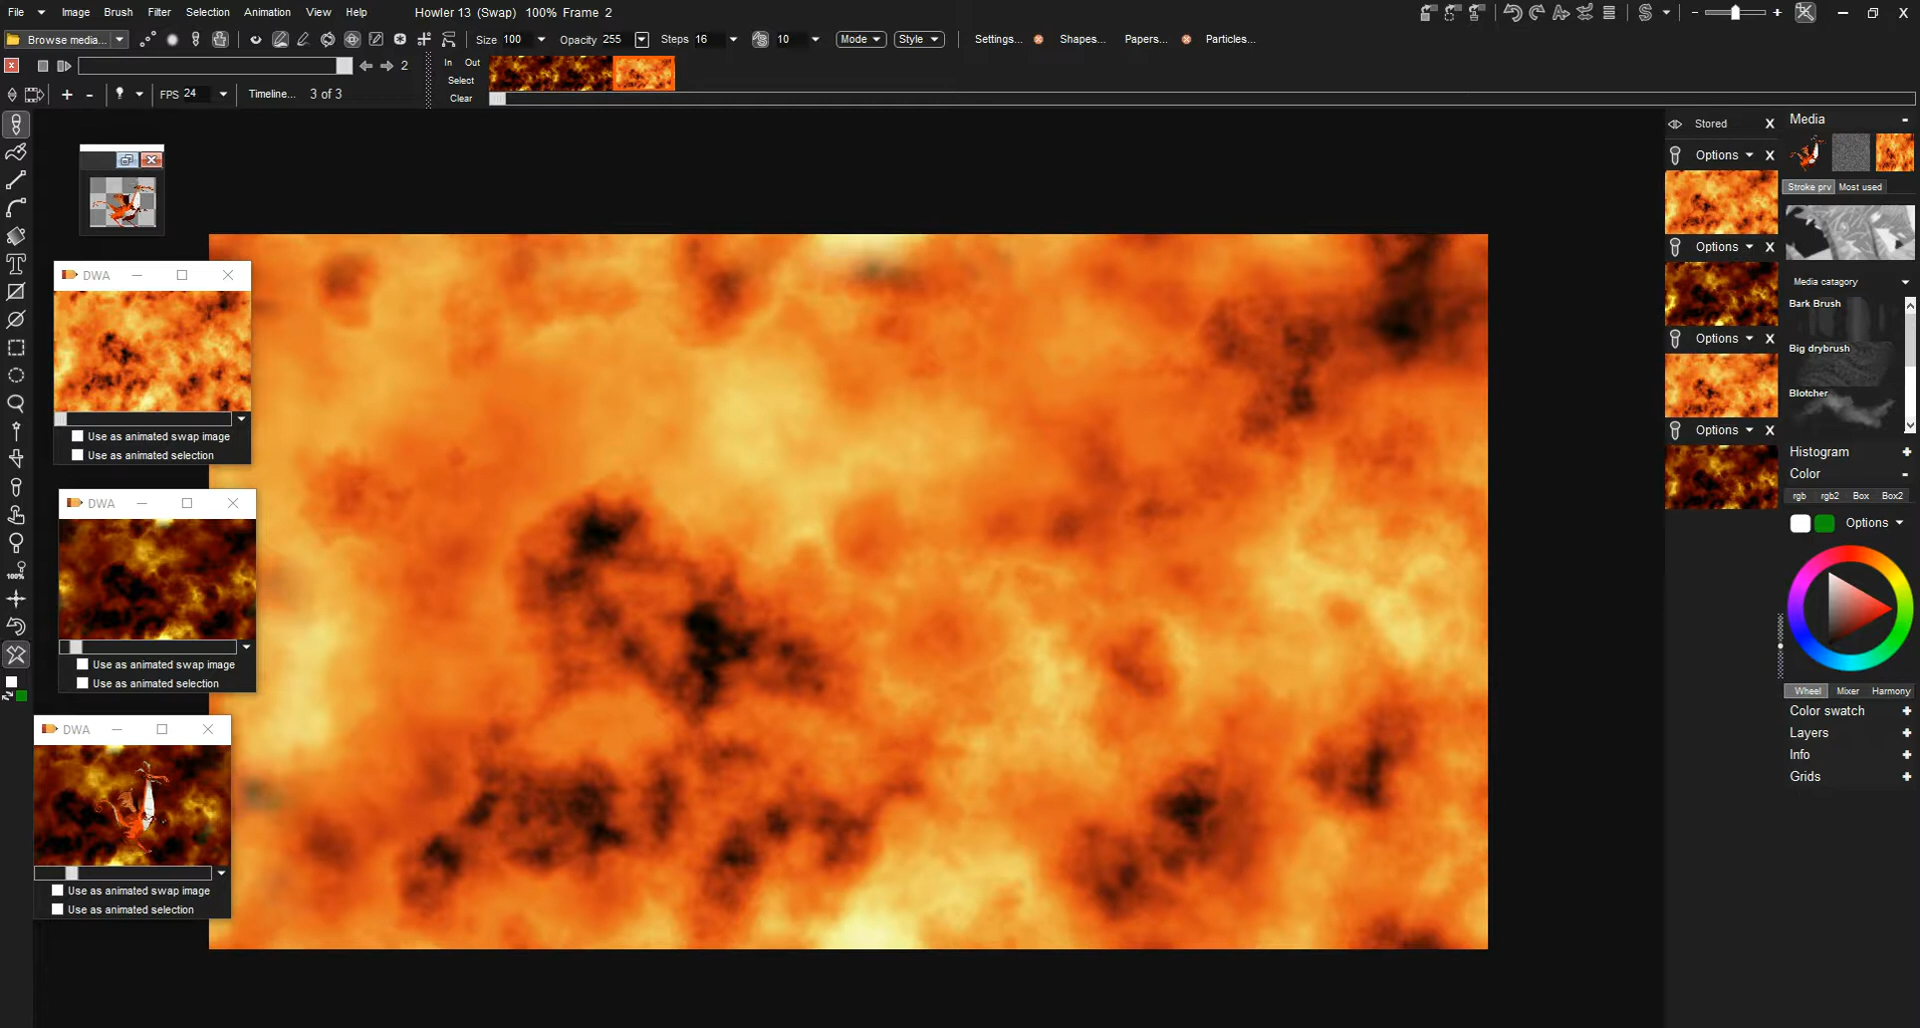 File Image Brush Filter Selection Animation View Help Howler 13 (Swap) 100% Frame 2
Browse media... Size 100 Opacity 255 Steps 16 10 Mode Style Settings... Shapes... Papers... Particles...
2
In Out
Select
Clear
FPS 24 Timeline... 3 of 3
Stored X
Options X
Options X
Options X
Options X
Media -
Stroke prv Most used
Media catagory
Bark Brush
Big drybrush
Blotcher
Histogram +
Color -
rgb rgb2 Box Box2
Options
Wheel Mixer Harmony
Color swatch +
Layers +
Info +
Grids +
100%
DWA
Use as animated swap image
Use as animated selection
DWA
Use as animated swap image
Use as animated selection
DWA
Use as animated swap image
Use as animated selection